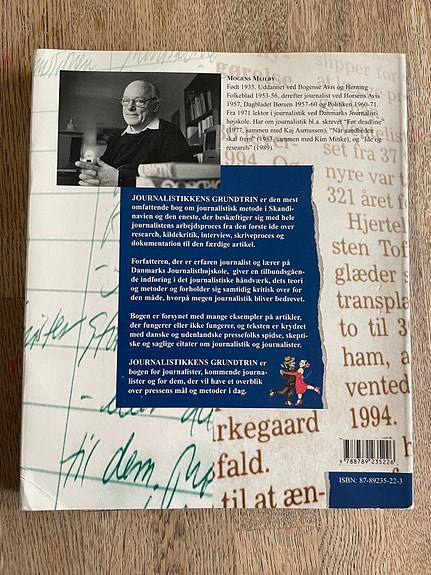 MOGENS MEILBY
Født 1935. Uddannet ved Bogense Avis og Herning
Folkeblad 1953-56, derefter journalist ved Horsens Avis
1957, Dagbladet Børsen 1957-60 og Politiken 1960-71.
Fra 1971 lektor i journalistik ved Danmarks Journalist-
højskole. Har om journalistik bl.a. skrevet "Før deadline"
(1977, sammen med Kaj Asmussen), "Når sandheden
skal frem" (1983, sammen med Kim Minke), og "Ide og
research" (1989).
JOURNALISTIKKENS GRUNDTRIN er den mest
omfattende bog om journalistisk metode i Skandi-
navien og den eneste, der beskæftiger sig med hele
journalistens arbejdsproces fra den første ide over
research, kildekritik, interview, skriveproces og
dokumentation til den færdige artikel.
Forfatteren, der er erfaren journalist og lærer på
Danmarks Journalisthøjskole, giver en tilbundsgåen-
de indføring i det journalistiske håndværk, dets teori
og metoder og forholder sig samtidig kritisk over for
den måde, hvorpå megen journalistik bliver bedrevet.
Bogen er forsynet med mange eksempler på artikler,
der fungerer eller ikke fungerer, og teksten er krydret
med danske og udenlandske pressefolks spidse, skepti-
ske og saglige citater om journalistik og journalister.
JOURNALISTIKKENS GRUNDTRIN er
bogen for journalister, kommende journa-
lister og for dem, der vil have et overblik
over pressens mål og metoder i dag.
slipper for
set fra 37
nyre var
321 året f
Hjertel
sten Tof
glæder s
transpla
to til 3
ham, a
vented
1994.
rkegaard
fald.
til at æn-
til dem
9 788789 235226
ISBN: 87-89235-22-3